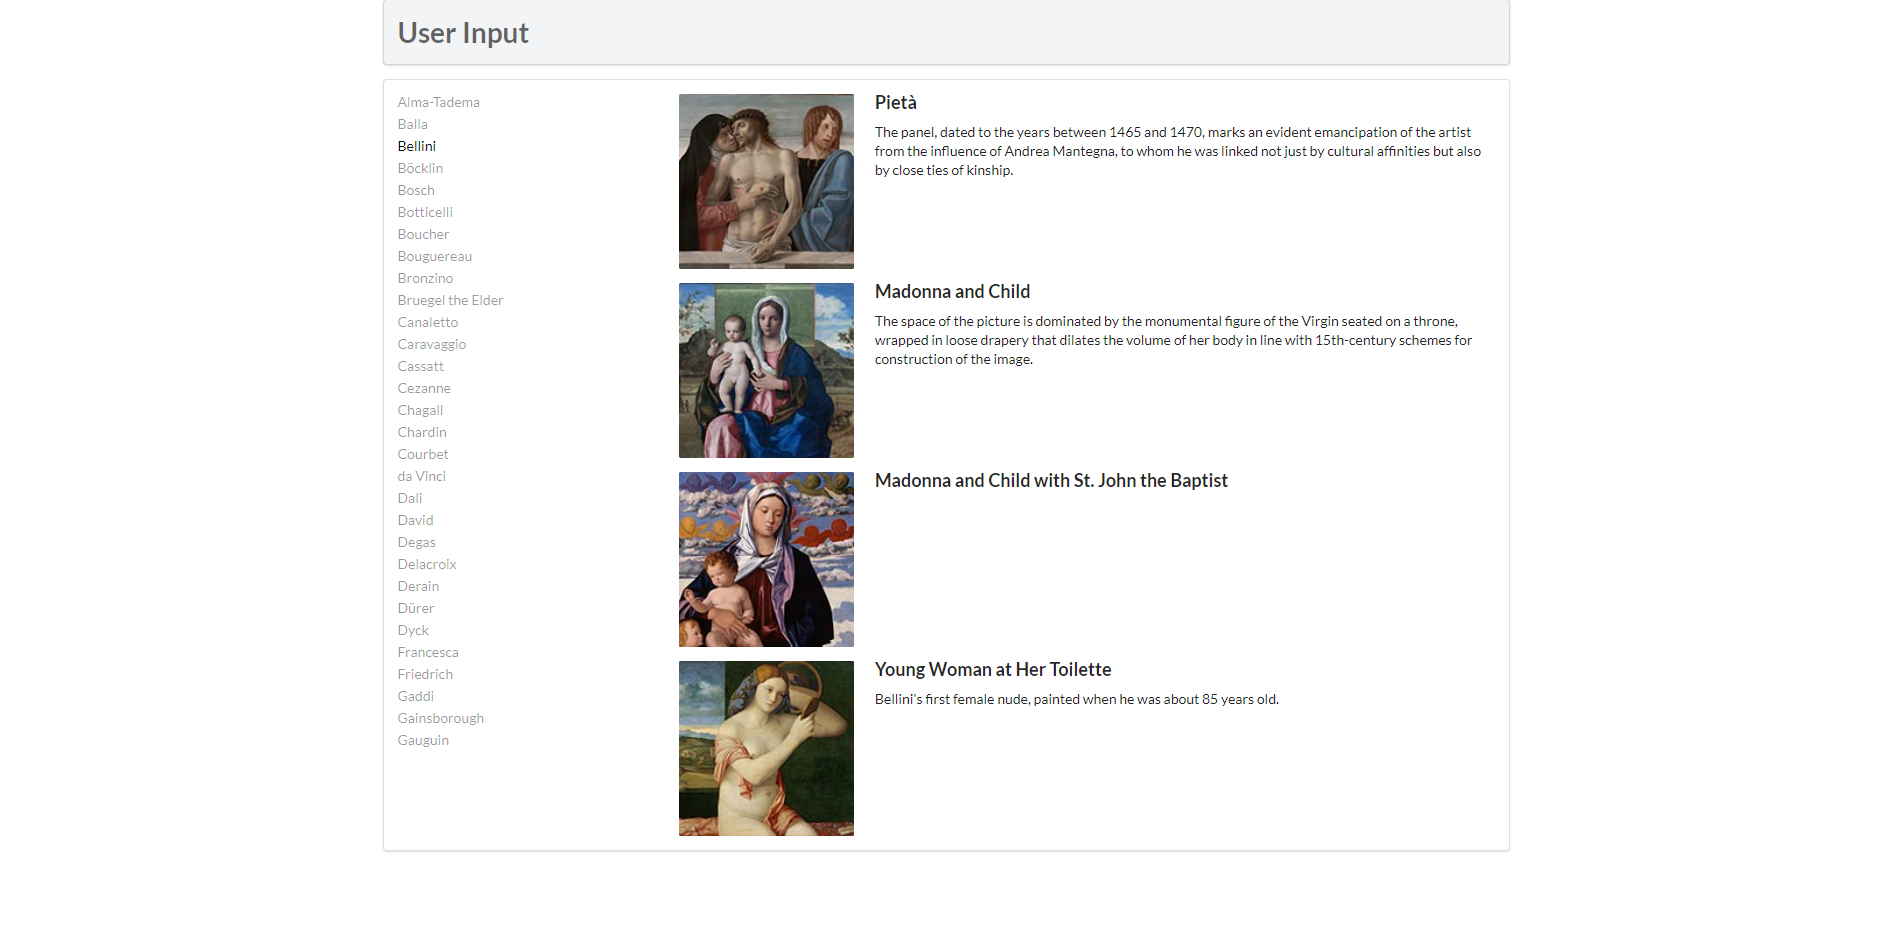 User Input
Alma-Tadema
Balla
Bellini
Böcklin
Bosch
Botticelli
Boucher
Bouguereau
Bronzino
Bruegel the Elder
Canaletto
Caravaggio
Cassatt
Cezanne
Chagall
Chardin
Courbet
da Vinci
Dali
David
Degas
Delacroix
Derain
Dürer
Dyck
Francesca
Friedrich
Gaddi
Gainsborough
Gauguin
Pietà
The panel, dated to the years between 1465 and 1470, marks an evident emancipation of the artist
from the influence of Andrea Mantegna, to whom he was linked not just by cultural affinities but also
by close ties of kinship.
Madonna and Child
The space of the picture is dominated by the monumental figure of the Virgin seated on a throne,
wrapped in loose drapery that dilates the volume of her body in line with 15th-century schemes for
construction of the image.
Madonna and Child with St. John the Baptist
Young Woman at Her Toilette
Bellini's first female nude, painted when he was about 85 years old.